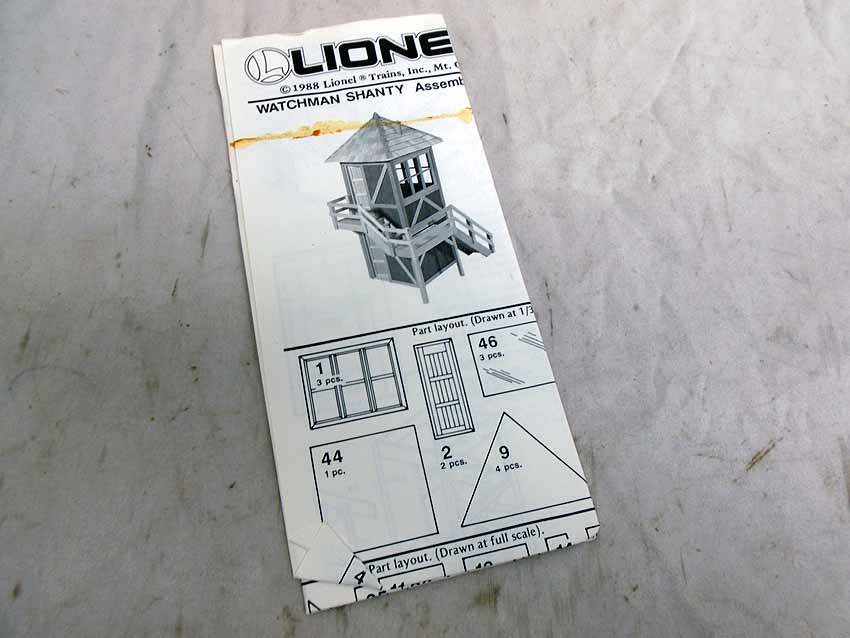 LIONE
© 1988 Lionel ® Trains, Inc., Mt.
WATCHMAN SHANTY Assemb
Part layout. (Drawn at 1/3
1
3 pcs.
46
3 pcs.
44
1 pc.
2
2 pcs.
9
4 pcs.
Part layout. (Drawn at full scale).